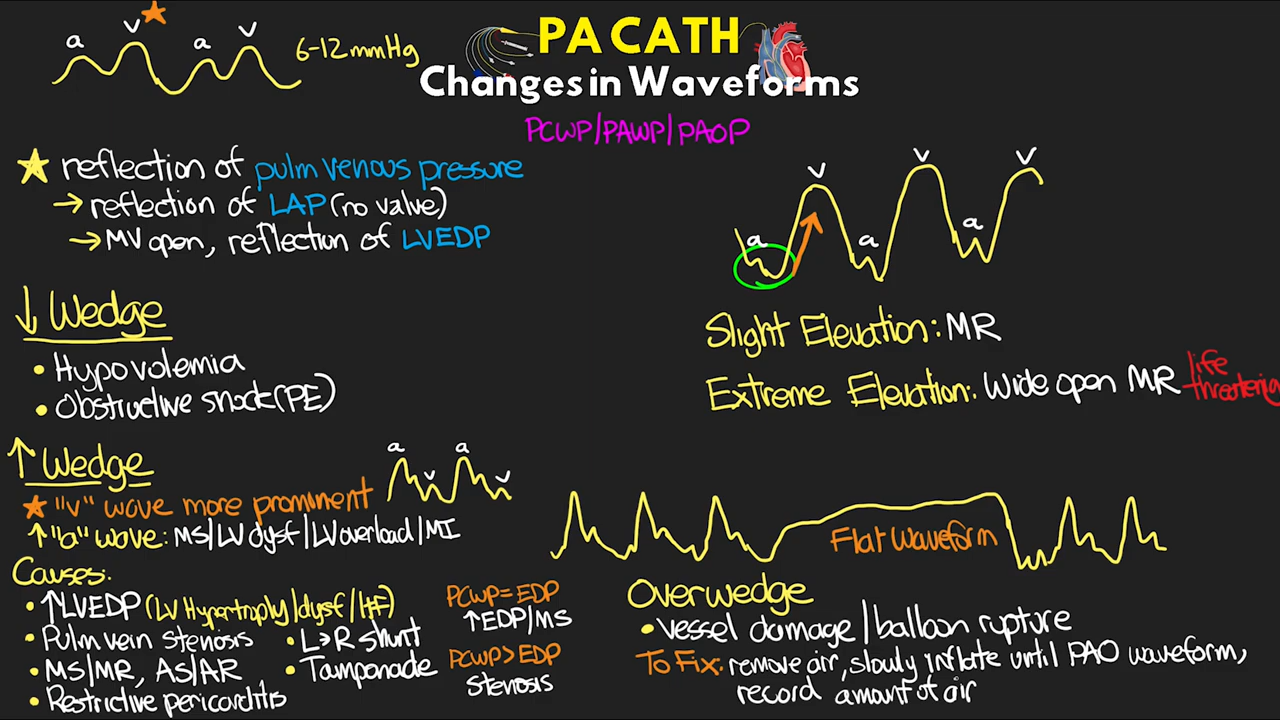 PA CATH
Changes in Waveforms
PCWP/PAWP/PAOP
a v a v 6-12 mmHg
reflection of pulm venous pressure
→ reflection of LAP (no valve)
→ MV open, reflection of LVEDP
↓ Wedge
• Hypovolemia
• Obstructive shock (PE)
↑ Wedge
"v" wave more prominent
↑ "a" wave: MS/LV dysf/LV overload/MI
a v a v
Causes:
• ↑LVEDP (LV Hypertroply/dysf/HF)
• Pulm vein stenosis
• L→R shunt
• MS/MR, AS/AR
• Tamponade
• Restrictive pericarditis
PCWP = EDP
↑EDP/MS
PCWP > EDP
Stenosis
a v a v a v
Slight Elevation: MR
Extreme Elevation: Wide open MR life threatening
Flat Waveform
Overwedge
• vessel damage/balloon rupture
To Fix: remove air, slowly inflate until PAO waveform,
record amount of air